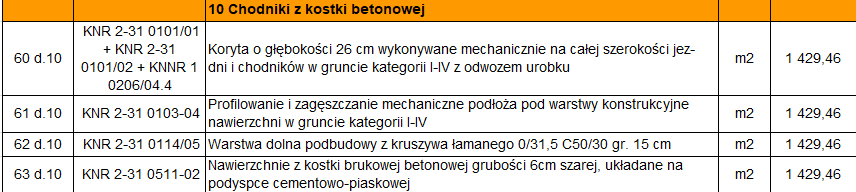 10 Chodniki z kostki betonowej
60 d.10
KNR 2-31 0101/01
+ KNR 2-31
0101/02 + KNNR 1
0206/04.4
Koryta o głębokości 26 cm wykonywane mechanicznie na całej szerokości jez-
dni i chodników w gruncie kategorii I-IV z odwozem urobku
m2
1 429,46
61 d.10
KNR 2-31 0103-04
Profilowanie i zagęszczanie mechaniczne podłoża pod warstwy konstrukcyjne
nawierzchni w gruncie kategorii I-IV
m2
1 429,46
62 d.10
KNR 2-31 0114/05
Warstwa dolna podbudowy z kruszywa łamanego 0/31,5 C50/30 gr. 15 cm
m2
1 429,46
63 d.10
KNR 2-31 0511-02
Nawierzchnie z kostki brukowej betonowej grubości 6cm szarej, układane na
podyspce cementowo-piaskowej
m2
1 429,46